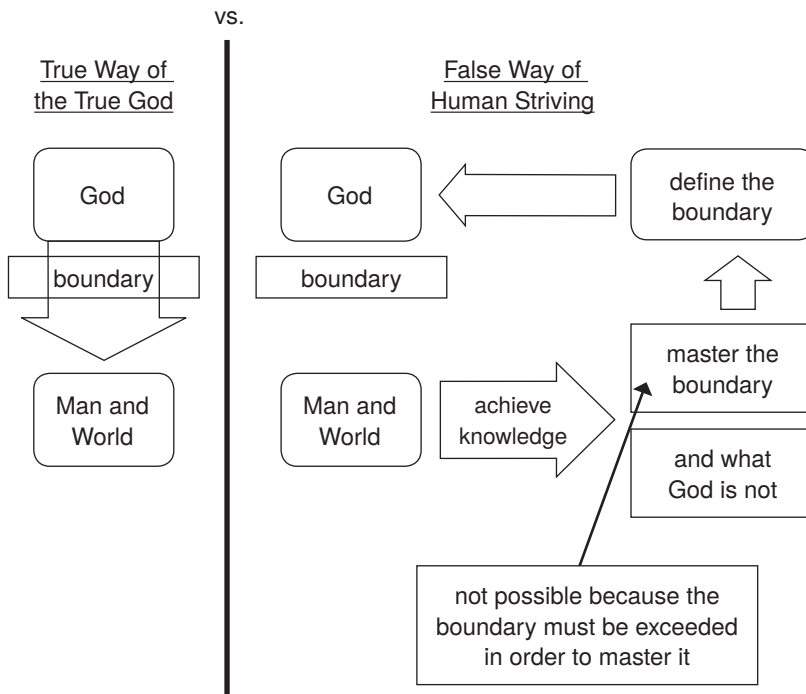 vs.
True Way of
the True God
God
boundary
Man and
World
False Way of
Human Striving
God
boundary
Man and
World
achieve
knowledge
define the
boundary
master the
boundary
and what
God is not
not possible because the
boundary must be exceeded
in order to master it